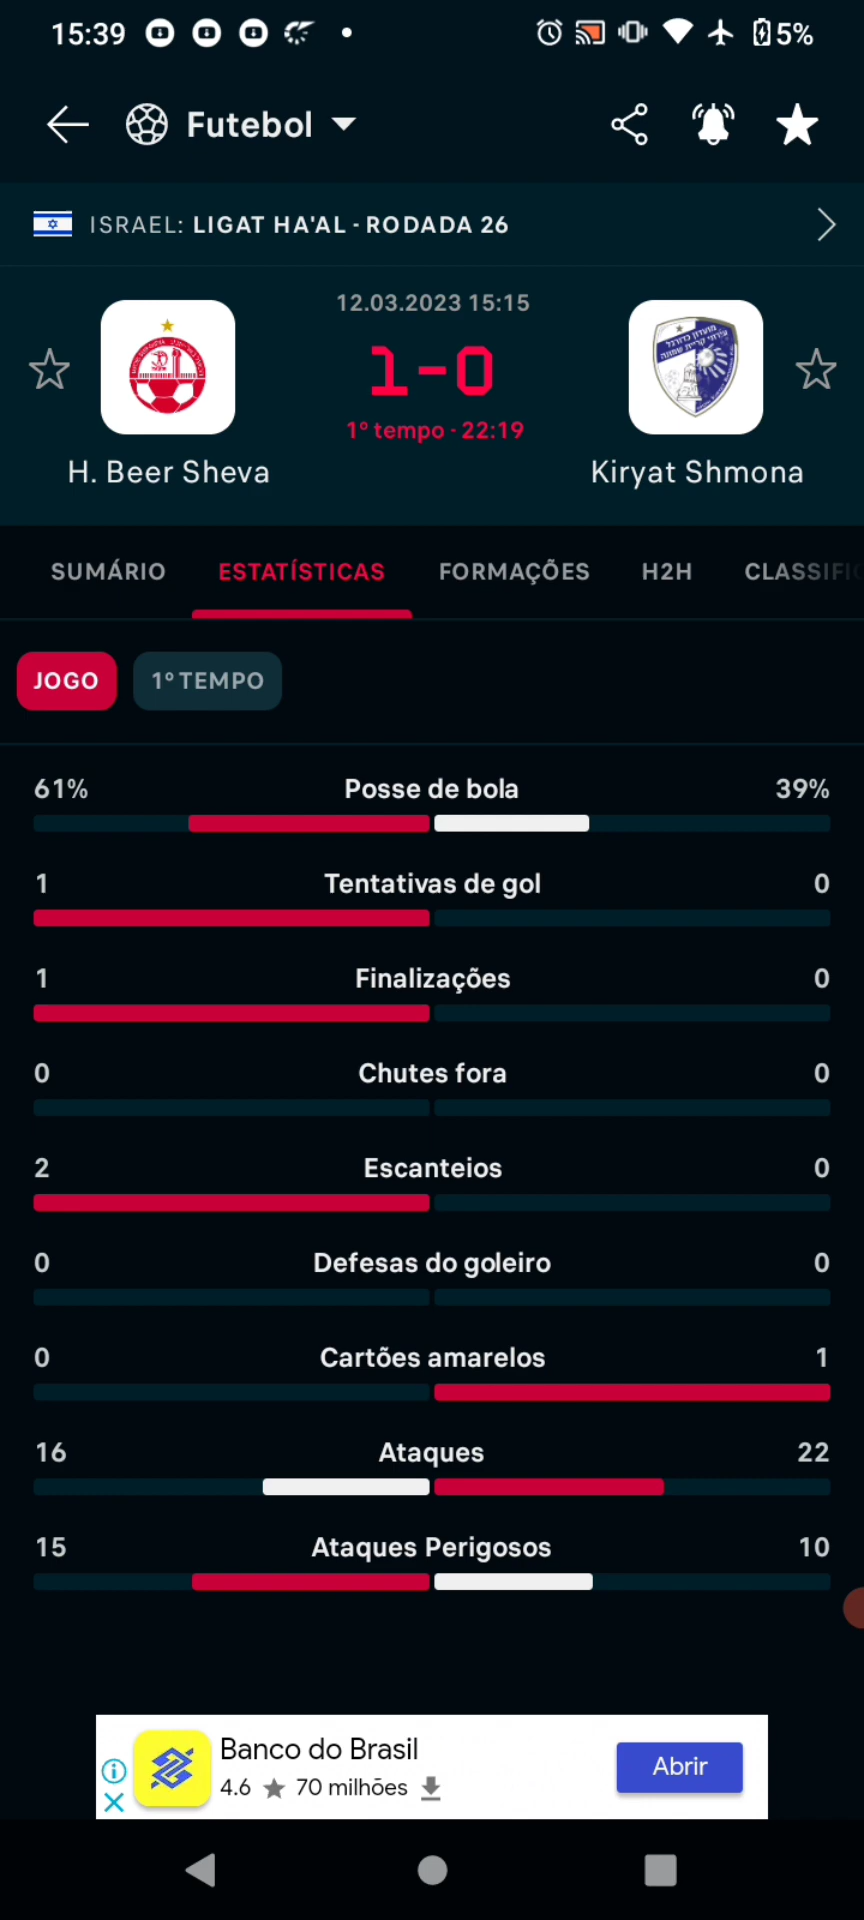 15:39
5%
Futebol
ISRAEL: LIGAT HA'AL - RODADA 26
12.03.2023 15:15
1-0
1º tempo - 22:19
H. Beer Sheva
Kiryat Shmona
SUMÁRIO ESTATÍSTICAS FORMAÇÕES H2H CLASSIFIC
JOGO 1º TEMPO
61% Posse de bola 39%
1 Tentativas de gol 0
1 Finalizações 0
0 Chutes fora 0
2 Escanteios 0
0 Defesas do goleiro 0
0 Cartões amarelos 1
16 Ataques 22
15 Ataques Perigosos 10
Banco do Brasil
4.6 ★ 70 milhões
Abrir